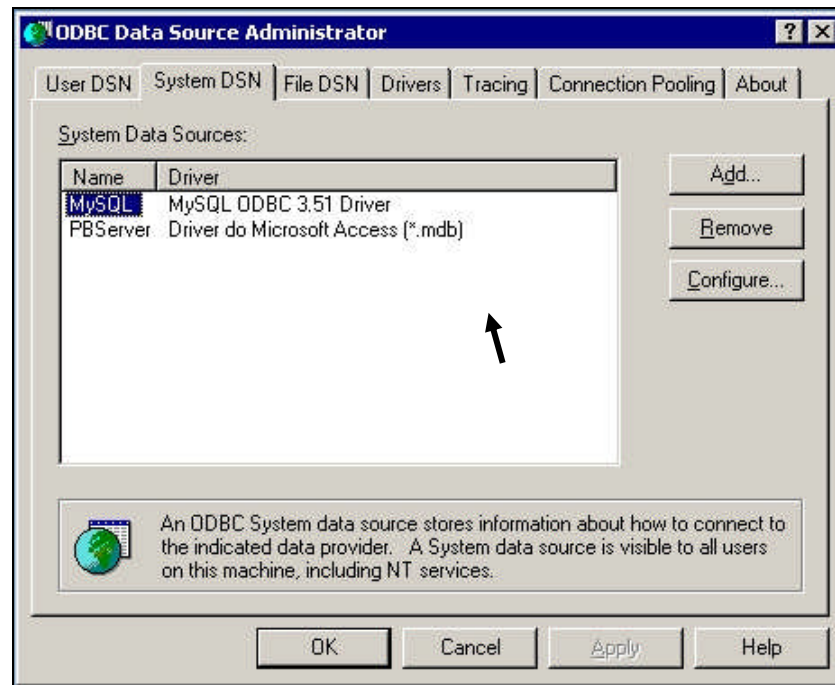 ODBC Data Source Administrator
User DSN System DSN File DSN Drivers Tracing Connection Pooling About
System Data Sources:
Name Driver
MySQL MySQL ODBC 3.51 Driver
PBServer Driver do Microsoft Access (*.mdb)
Add...
Remove
Configure...
An ODBC System data source stores information about how to connect to
the indicated data provider. A System data source is visible to all users
on this machine, including NT services.
OK Cancel Apply Help